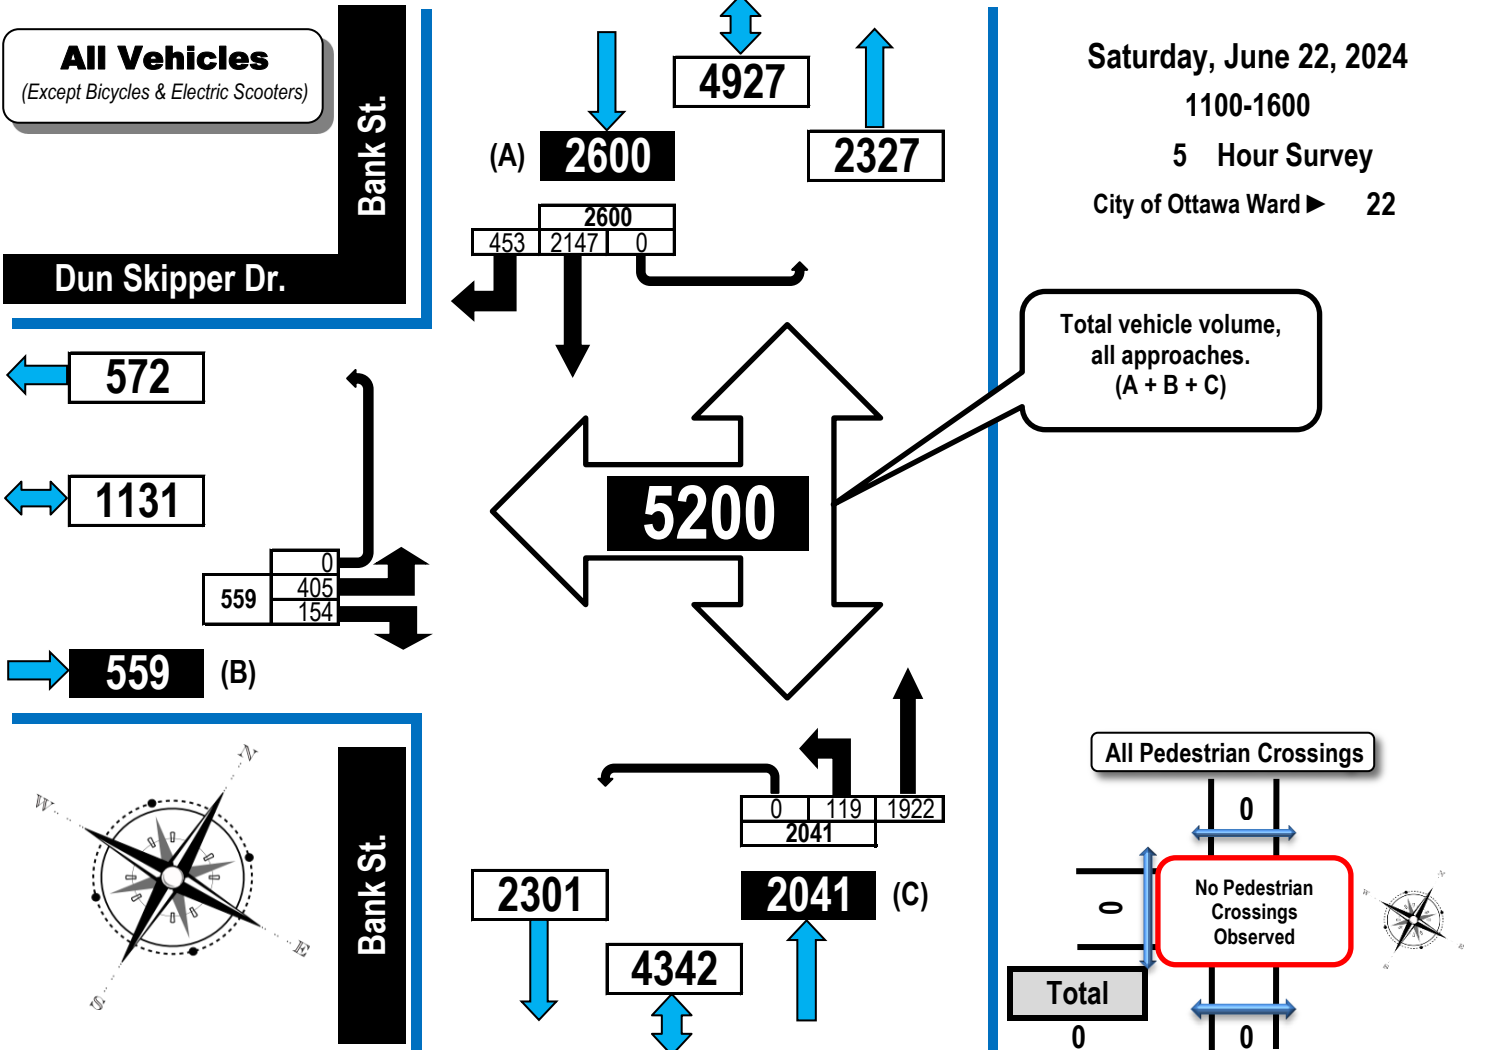 All Vehicles
(Except Bicycles & Electric Scooters)
Bank St.
Dun Skipper Dr.
4927
(A) 2600
2327
2600
453 2147 0
Saturday, June 22, 2024
1100-1600
5 Hour Survey
City of Ottawa Ward ► 22
Total vehicle volume,
all approaches.
(A + B + C)
572
1131
5200
0
559 405
154
559 (B)
N
W
E
S
Bank St.
0 119 1922
2041
2301
2041 (C)
4342
All Pedestrian Crossings
0
0
No Pedestrian
Crossings
Observed
N
W
E
S
Total
0
0